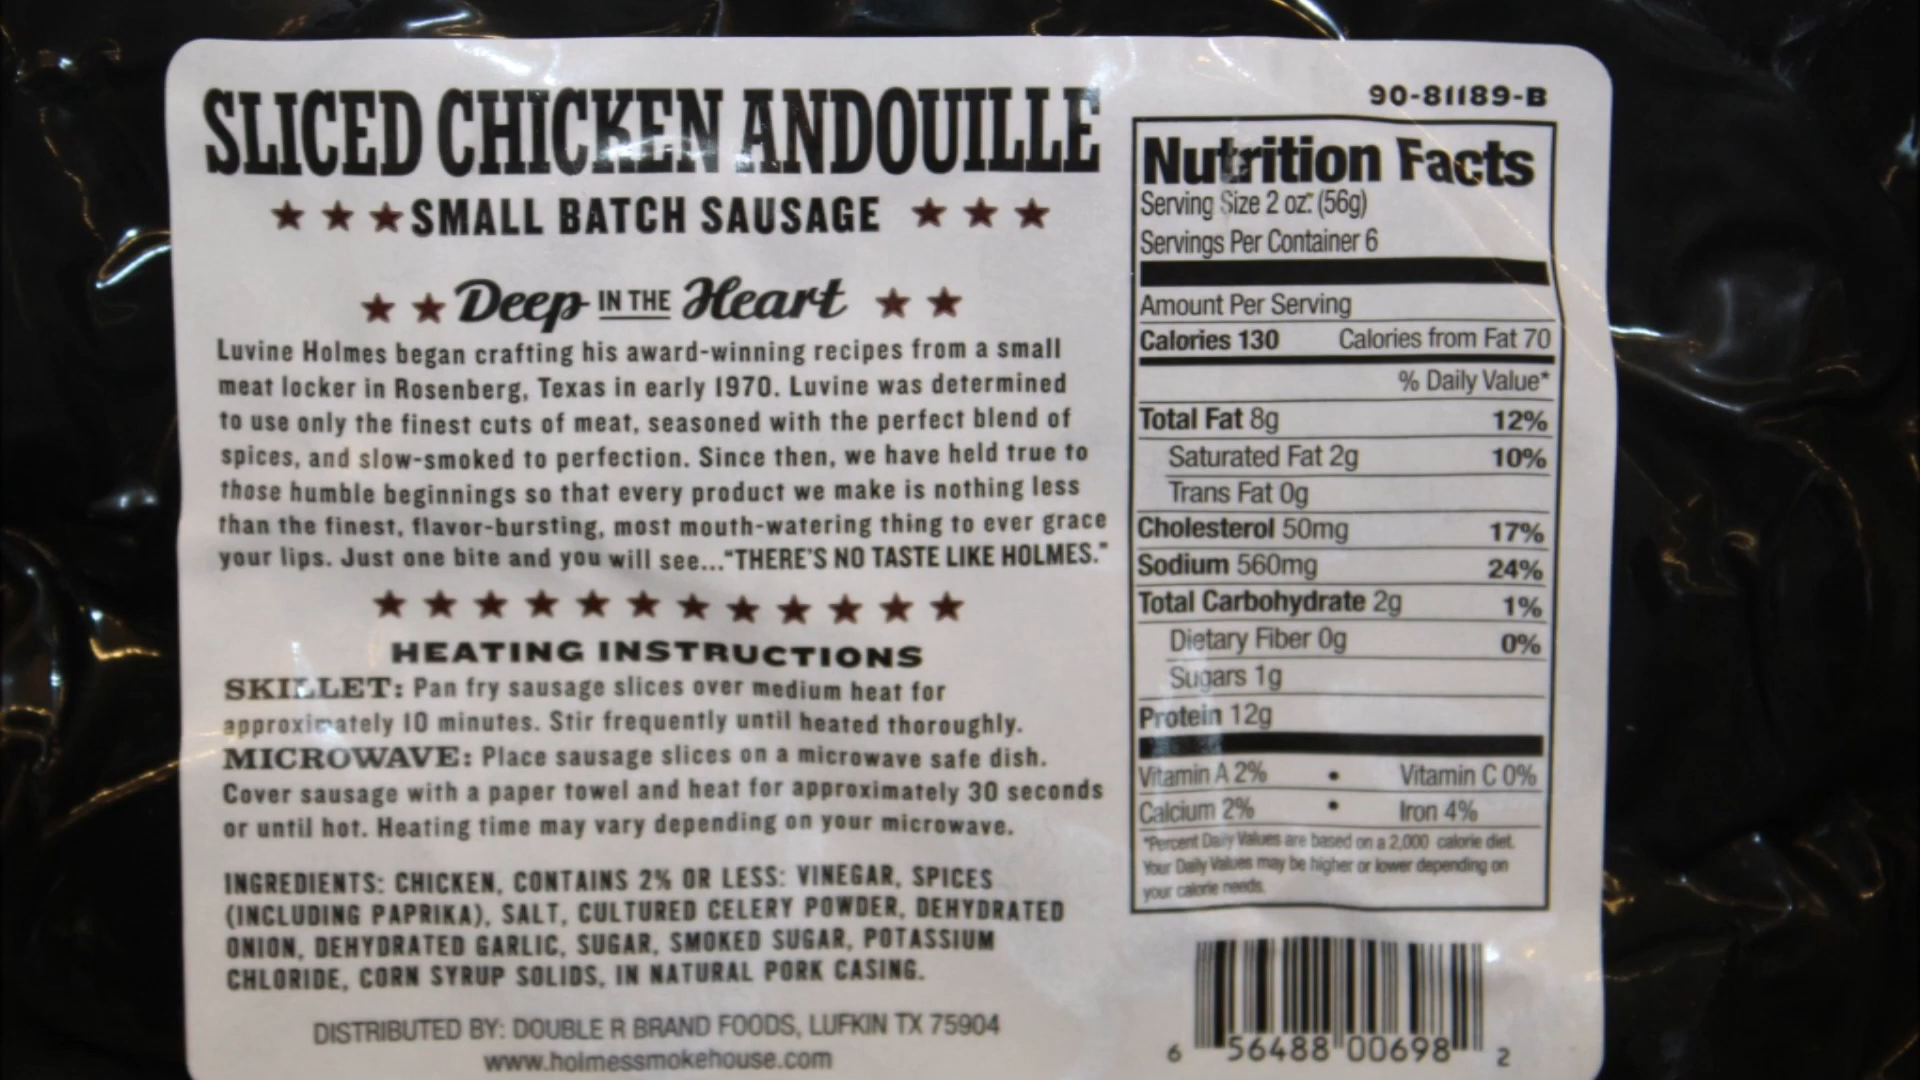 SLICED CHICKEN ANDOUILLE
SMALL BATCH SAUSAGE
Deep IN THE Heart
Luvine Holmes began crafting his award-winning recipes from a small
meat locker in Rosenberg, Texas in early 1970. Luvine was determined
to use only the finest cuts of meat, seasoned with the perfect blend of
spices, and slow-smoked to perfection. Since then, we have held true to
those humble beginnings so that every product we make is nothing less
than the finest, flavor-bursting, most mouth-watering thing to ever grace
your lips. Just one bite and you will see..."THERE'S NO TASTE LIKE HOLMES."
HEATING INSTRUCTIONS
SKILLET: Pan fry sausage slices over medium heat for
approximately 10 minutes. Stir frequently until heated thoroughly.
MICROWAVE: Place sausage slices on a microwave safe dish.
Cover sausage with a paper towel and heat for approximately 30 seconds
or until hot. Heating time may vary depending on your microwave.
INGREDIENTS: CHICKEN, CONTAINS 2% OR LESS: VINEGAR, SPICES
(INCLUDING PAPRIKA), SALT, CULTURED CELERY POWDER, DEHYDRATED
ONION, DEHYDRATED GARLIC, SUGAR, SMOKED SUGAR, POTASSIUM
CHLORIDE, CORN SYRUP SOLIDS, IN NATURAL PORK CASING.
DISTRIBUTED BY: DOUBLE R BRAND FOODS, LUFKIN TX 75904
www.holmessmokehouse.com
90-81189-B
Nutrition Facts
Serving Size 2 oz. (56g)
Servings Per Container 6
Amount Per Serving
Calories 130 Calories from Fat 70
% Daily Value*
Total Fat 8g 12%
Saturated Fat 2g 10%
Trans Fat 0g
Cholesterol 50mg 17%
Sodium 560mg 24%
Total Carbohydrate 2g 1%
Dietary Fiber 0g 0%
Sugars 1g
Protein 12g
Vitamin A 2% • Vitamin C 0%
Calcium 2% • Iron 4%
*Percent Daily Values are based on a 2,000 calorie diet.
Your Daily Values may be higher or lower depending on
your calorie needs.
6 56488 00698 2